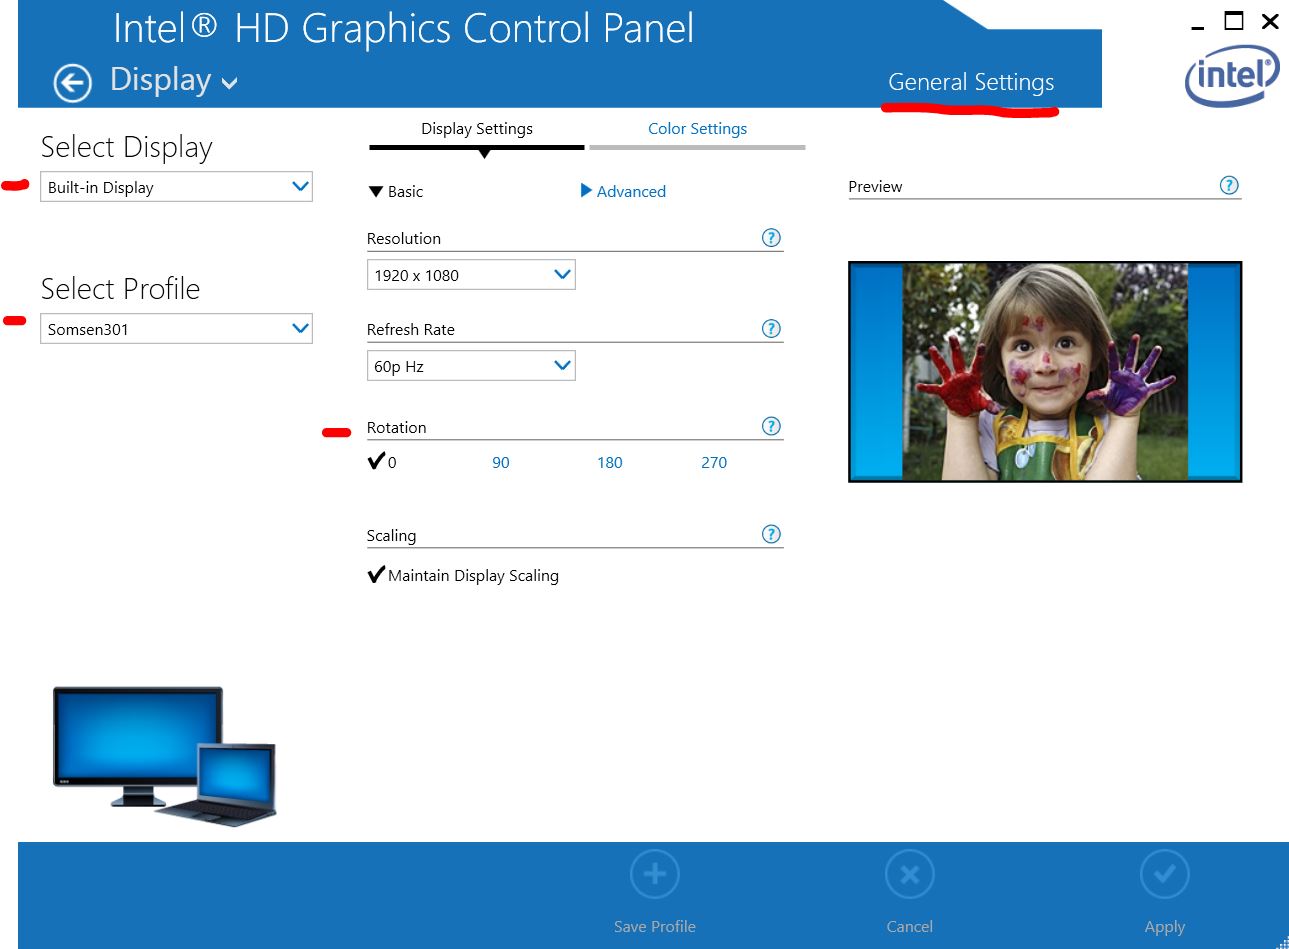 Intel® HD Graphics Control Panel
Display
General Settings
intel®
Select Display
Built-in Display
Select Profile
Somsen301
Display Settings
Color Settings
Basic
Advanced
Resolution
?
1920 x 1080
Refresh Rate
?
60p Hz
Rotation
?
0 90 180 270
Scaling
?
Maintain Display Scaling
Preview
?
Save Profile
Cancel
Apply